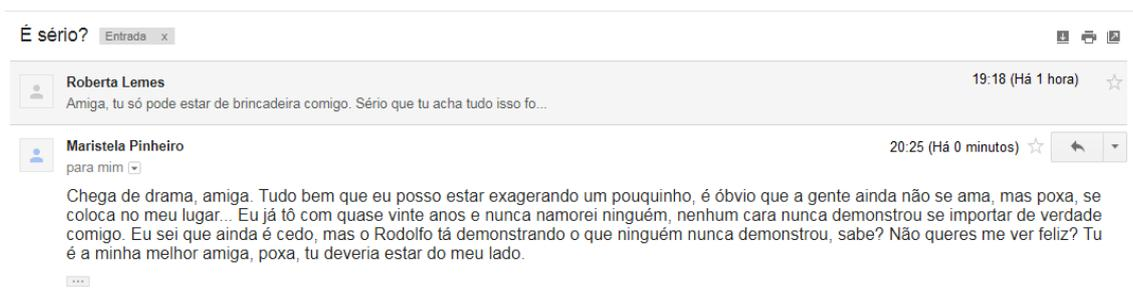 É sério? Entrada x
Roberta Lemes 19:18 (Há 1 hora)
Amiga, tu só pode estar de brincadeira comigo. Sério que tu acha tudo isso fo...
Maristela Pinheiro 20:25 (Há 0 minutos)
para mim
Chega de drama, amiga. Tudo bem que eu posso estar exagerando um pouquinho, é óbvio que a gente ainda não se ama, mas poxa, se
coloca no meu lugar... Eu já tô com quase vinte anos e nunca namorei ninguém, nenhum cara nunca demonstrou se importar de verdade
comigo. Eu sei que ainda é cedo, mas o Rodolfo tá demonstrando o que ninguém nunca demonstrou, sabe? Não queres me ver feliz? Tu
é a minha melhor amiga, poxa, tu deveria estar do meu lado.
...